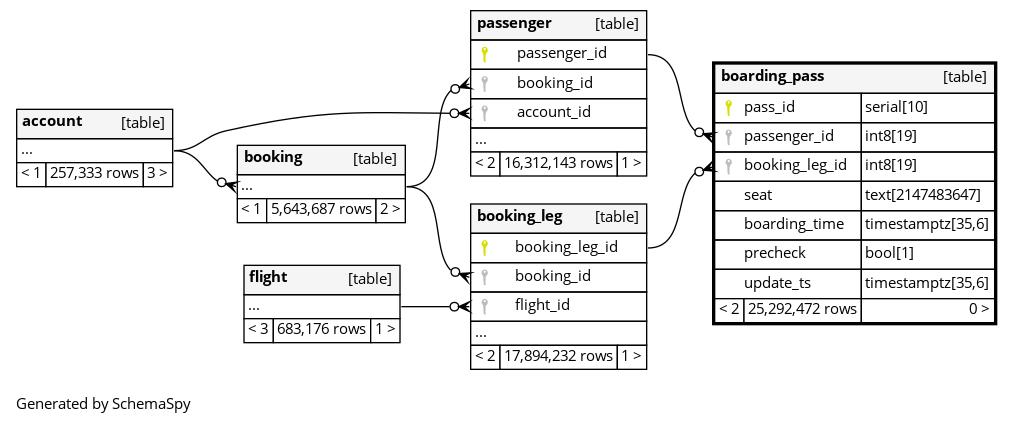 account [table]
...
< 1 257,333 rows 3 >
booking [table]
...
< 1 5,643,687 rows 2 >
flight [table]
...
< 3 683,176 rows 1 >
passenger [table]
passenger_id
booking_id
account_id
...
< 2 16,312,143 rows 1 >
booking_leg [table]
booking_leg_id
booking_id
flight_id
...
< 2 17,894,232 rows 1 >
boarding_pass [table]
pass_id serial[10]
passenger_id int8[19]
booking_leg_id int8[19]
seat text[2147483647]
boarding_time timestamptz[35,6]
precheck bool[1]
update_ts timestamptz[35,6]
< 2 25,292,472 rows 0 >
Generated by SchemaSpy